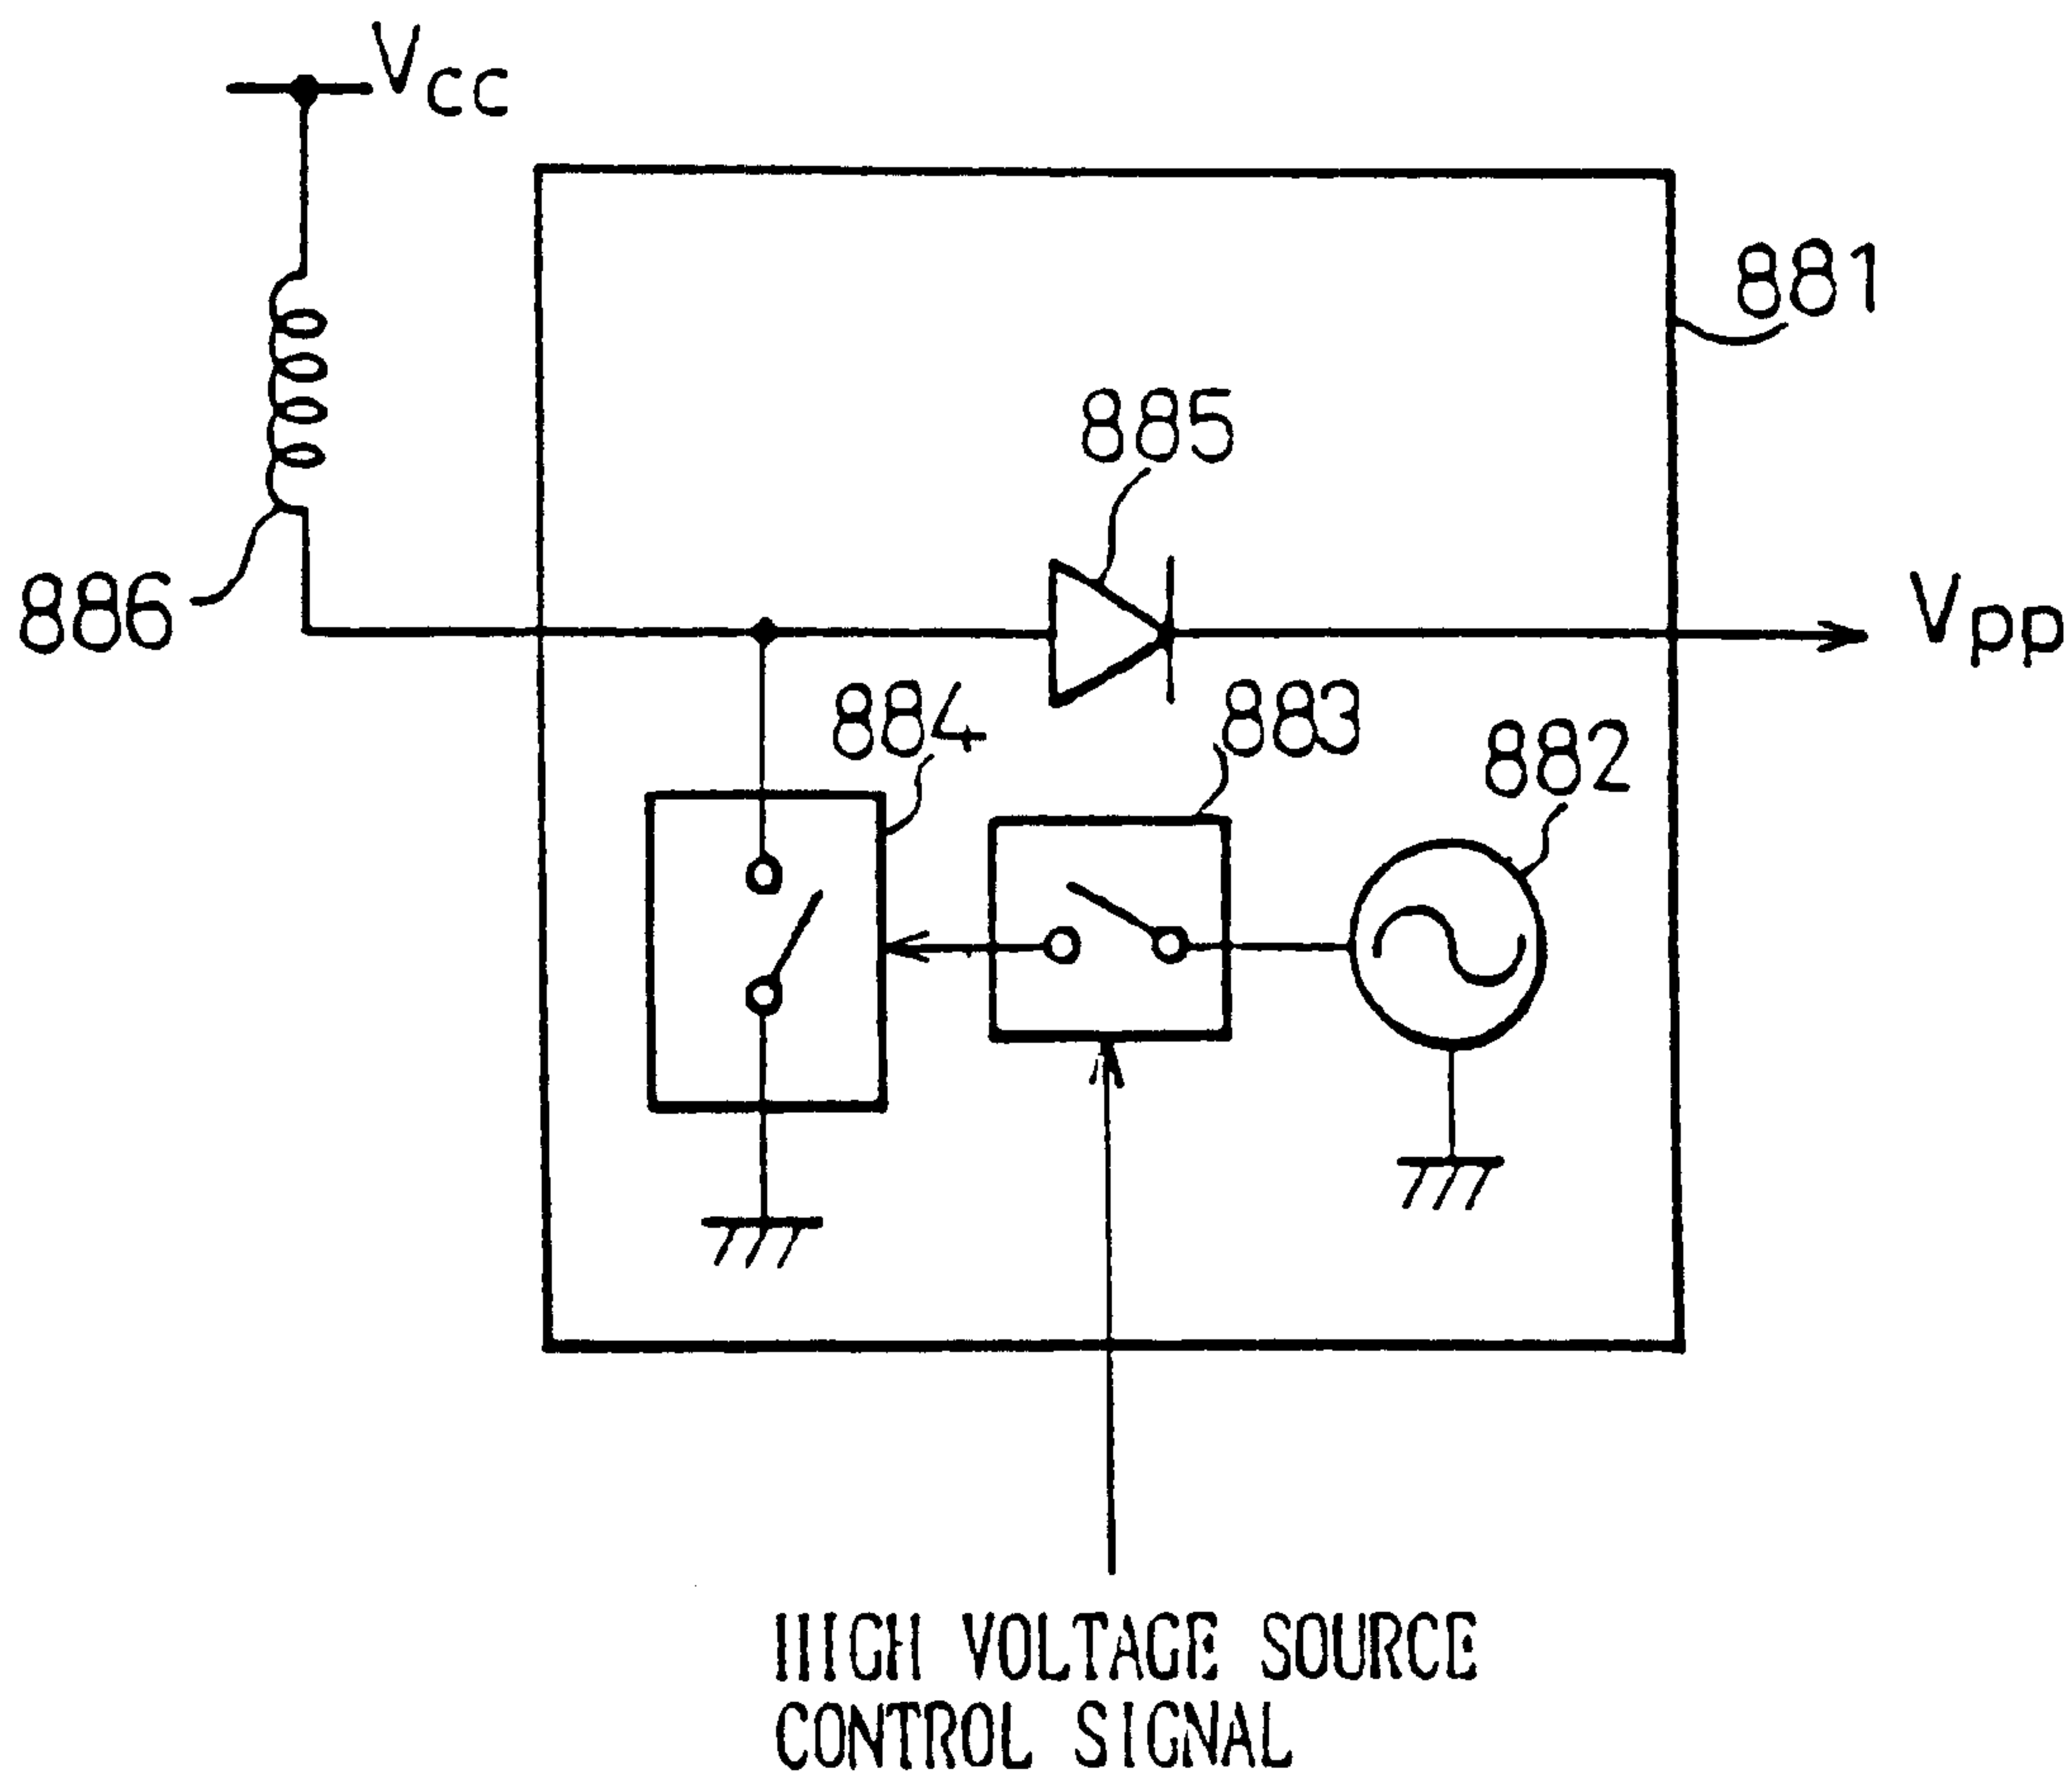 Vcc
881
885
886
Vpp
884
883
882
HIGH VOLTAGE SOURCE
CONTROL SIGNAL